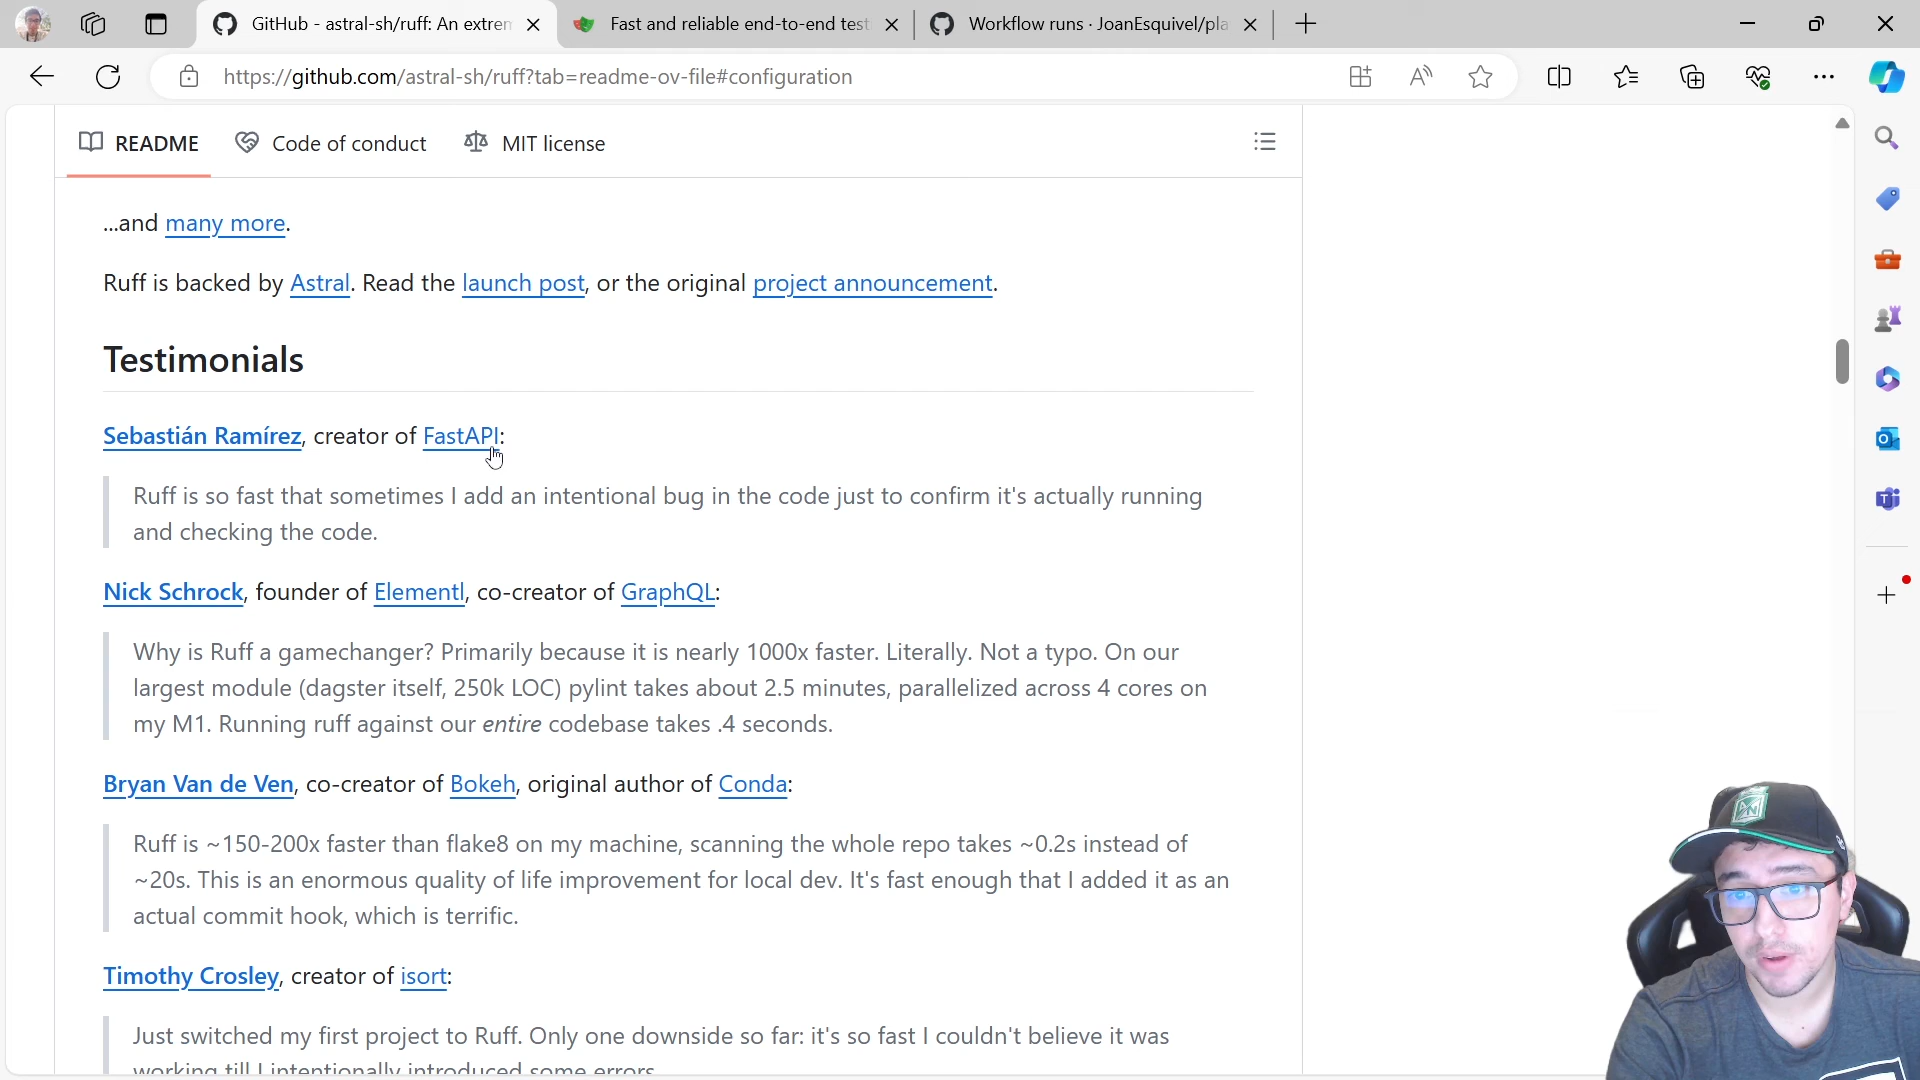 GitHub - astral-sh/ruff: An extrem
Fast and reliable end-to-end test
Workflow runs · JoanEsquivel/pla
https://github.com/astral-sh/ruff?tab=readme-ov-file#configuration
README
Code of conduct
MIT license
...and many more.
Ruff is backed by Astral. Read the launch post, or the original project announcement.
Testimonials
Sebastián Ramírez, creator of FastAPI:
Ruff is so fast that sometimes I add an intentional bug in the code just to confirm it's actually running
and checking the code.
Nick Schrock, founder of Elementl, co-creator of GraphQL:
Why is Ruff a gamechanger? Primarily because it is nearly 1000x faster. Literally. Not a typo. On our
largest module (dagster itself, 250k LOC) pylint takes about 2.5 minutes, parallelized across 4 cores on
my M1. Running ruff against our entire codebase takes .4 seconds.
Bryan Van de Ven, co-creator of Bokeh, original author of Conda:
Ruff is ~150-200x faster than flake8 on my machine, scanning the whole repo takes ~0.2s instead of
~20s. This is an enormous quality of life improvement for local dev. It's fast enough that I added it as an
actual commit hook, which is terrific.
Timothy Crosley, creator of isort:
Just switched my first project to Ruff. Only one downside so far: it's so fast I couldn't believe it was
working till I intentionally introduced some errors.